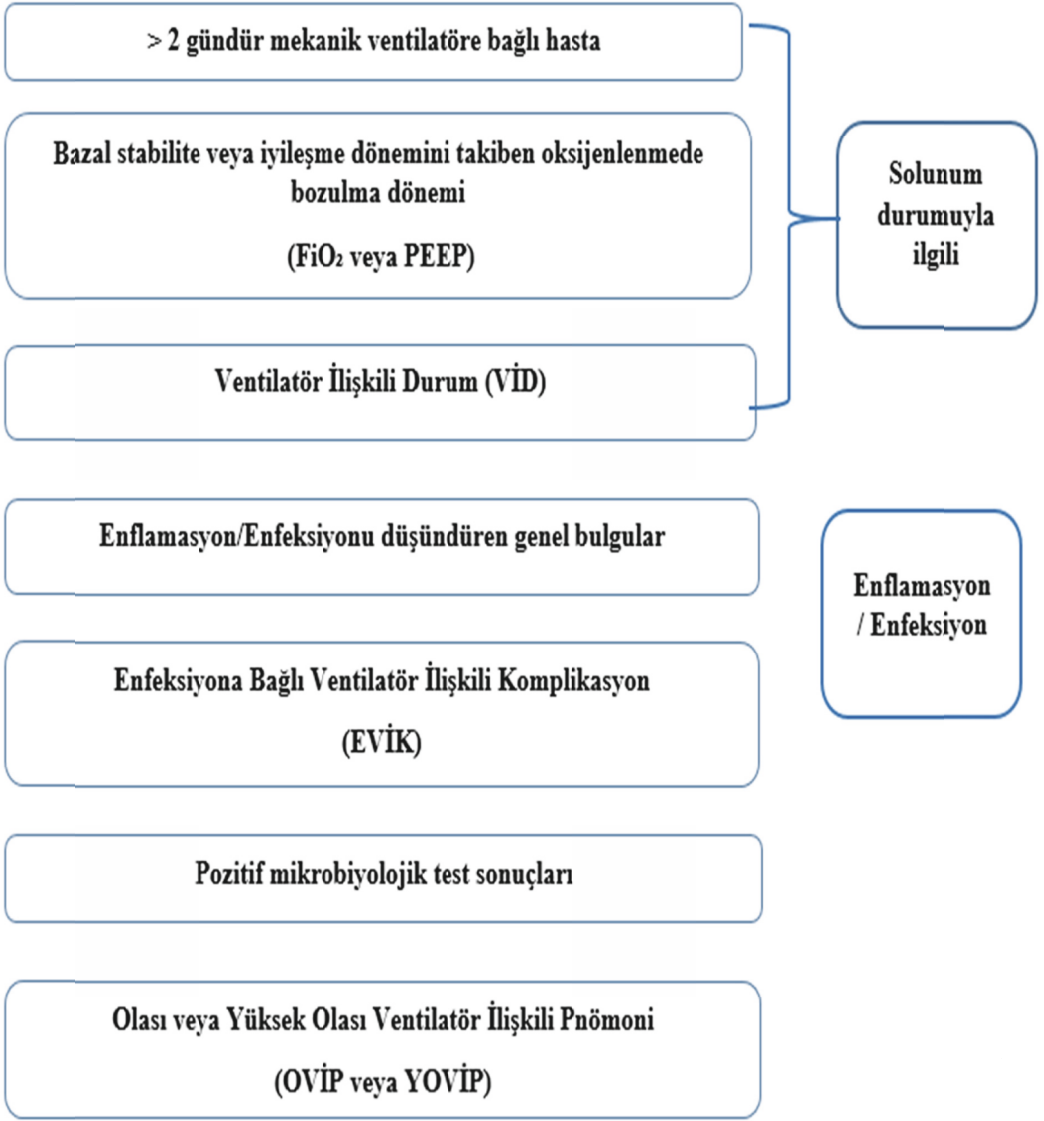 > 2 gündür mekanik ventilatöre bağlı hasta
Bazal stabilite veya iyileşme dönemini takiben oksijenlenmede
bozulma dönemi
(FiO₂ veya PEEP)
Solunum
durumuyla
ilgili
Ventilatör İlişkili Durum (VİD)
Enflamasyon/Enfeksiyonu düşündüren genel bulgular
Enflamasyon
/ Enfeksiyon
Enfeksiyona Bağlı Ventilatör İlişkili Komplikasyon
(EVİK)
Pozitif mikrobiyolojik test sonuçları
Olası veya Yüksek Olası Ventilatör İlişkili Pnömoni
(OVİP veya YOVİP)